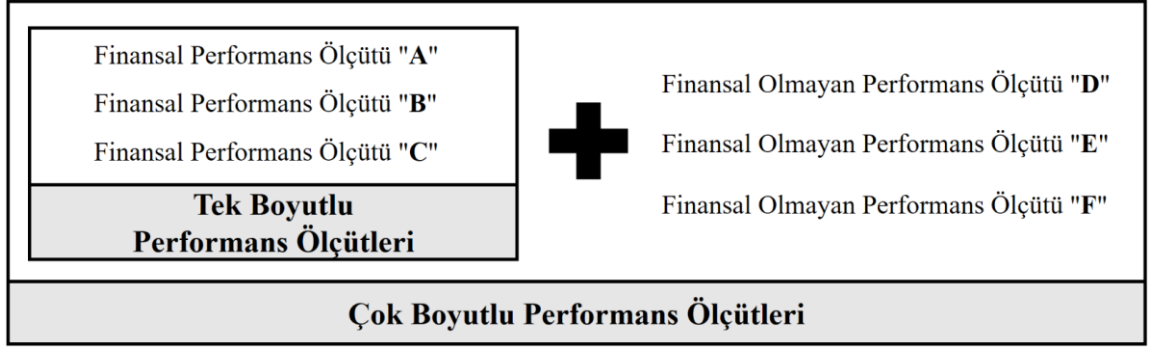 Finansal Performans Ölçütü "A"
Finansal Performans Ölçütü "B"
Finansal Performans Ölçütü "C"
Tek Boyutlu
Performans Ölçütleri
Finansal Olmayan Performans Ölçütü "D"
Finansal Olmayan Performans Ölçütü "E"
Finansal Olmayan Performans Ölçütü "F"
Çok Boyutlu Performans Ölçütleri